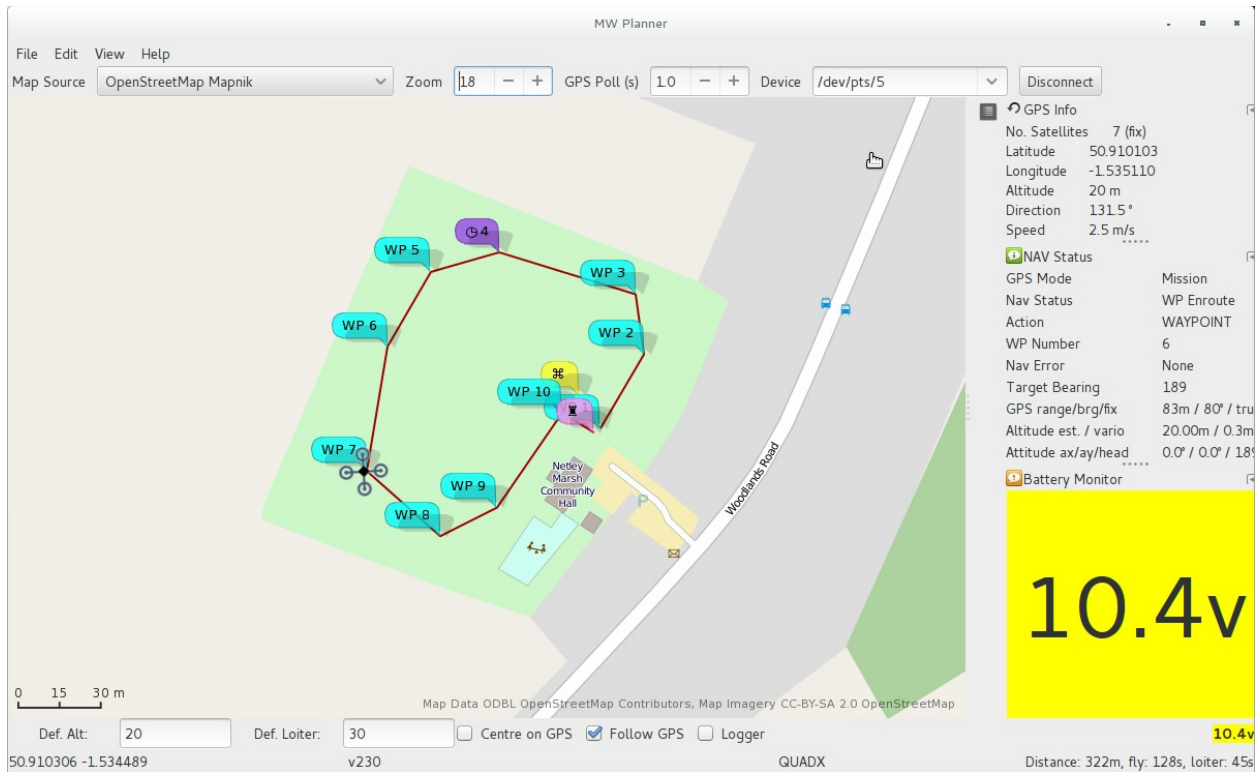 MW Planner
File Edit View Help
Map Source OpenStreetMap Mapnik Zoom 18 GPS Poll (s) 1.0 Device /dev/pts/5 Disconnect
GPS Info
No. Satellites 7 (fix)
Latitude 50.910103
Longitude -1.535110
Altitude 20 m
Direction 131.5°
Speed 2.5 m/s
NAV Status
GPS Mode Mission
Nav Status WP Enroute
Action WAYPOINT
WP Number 6
Nav Error None
Target Bearing 189
GPS range/brg/fix 83m / 80° / tru
Altitude est. / vario 20.00m / 0.3m
Attitude ax/ay/head 0.0° / 0.0° / 189
Battery Monitor
10.4v
4
WP 5
WP 3
WP 6
WP 2
WP 10
WP 7
WP 9
WP 8
Netley
Marsh
Community
Hall
P
Woodlands Road
0 15 30 m
Map Data ODBL OpenStreetMap Contributors, Map Imagery CC-BY-SA 2.0 OpenStreetMap
Def. Alt: 20 Def. Loiter: 30 Centre on GPS Follow GPS Logger
10.4v
50.910306 -1.534489 v230 QUADX Distance: 322m, fly: 128s, loiter: 45s